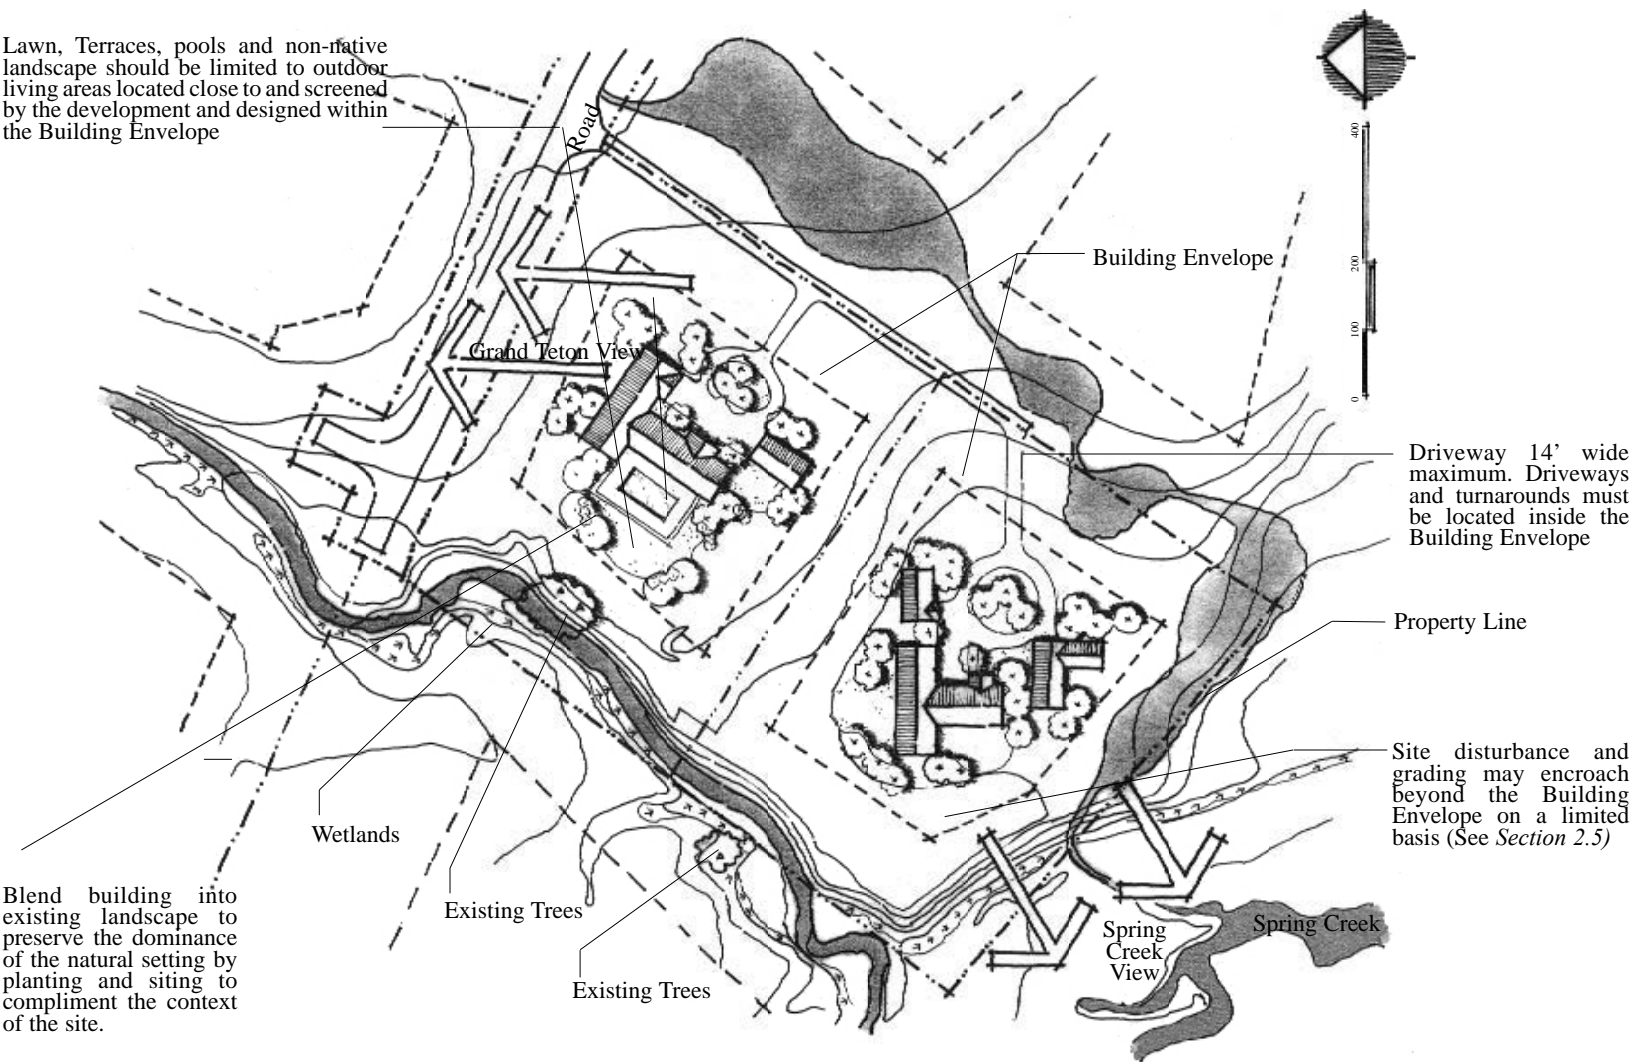 Lawn, Terraces, pools and non-native
landscape should be limited to outdoor
living areas located close to and screened
by the development and designed within
the Building Envelope
Road
400
200
100
0
Building Envelope
Grand Teton View
Driveway 14’ wide
maximum. Driveways
and turnarounds must
be located inside the
Building Envelope
Property Line
Site disturbance and
grading may encroach
beyond the Building
Envelope on a limited
basis (See Section 2.5)
Wetlands
Blend building into
existing landscape to
preserve the dominance
of the natural setting by
planting and siting to
compliment the context
of the site.
Existing Trees
Existing Trees
Spring
Creek
View
Spring Creek